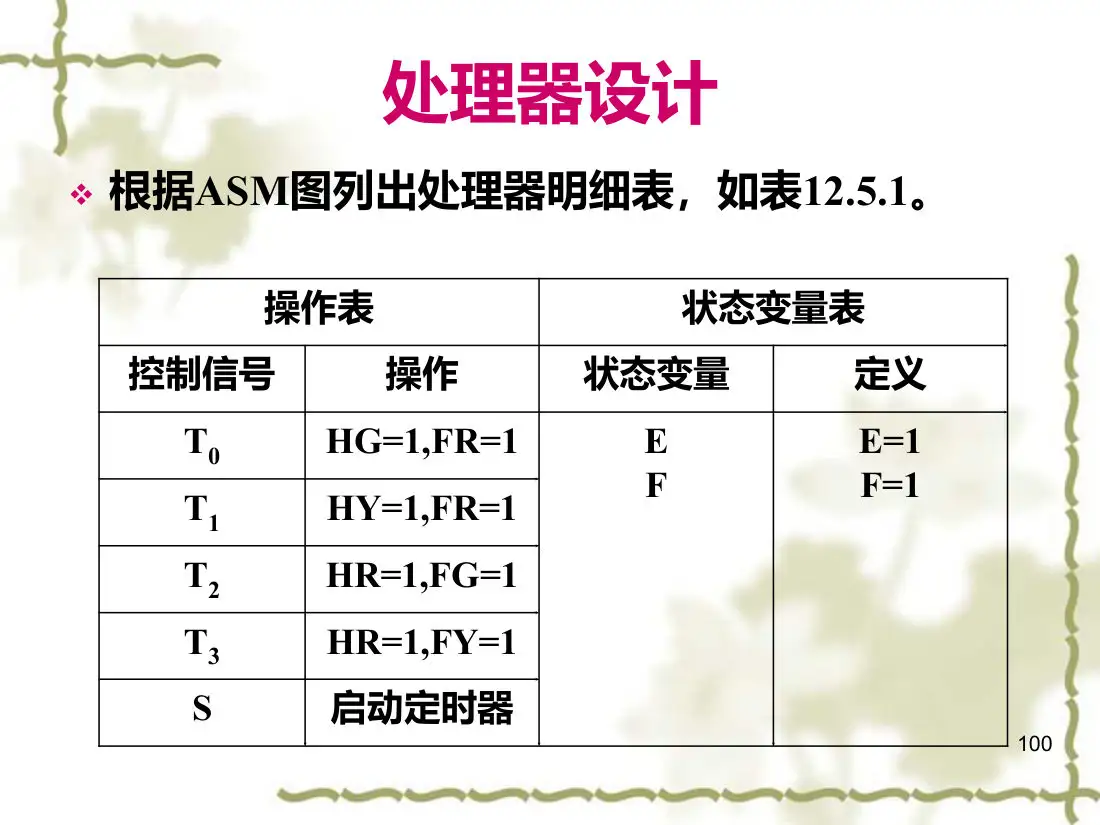 处理器设计
根据ASM图列出处理器明细表，如表12.5.1。
操作表 状态变量表
控制信号 操作 状态变量 定义
T0 HG=1,FR=1 E E=1
F F=1
T1 HY=1,FR=1
T2 HR=1,FG=1
T3 HR=1,FY=1
S 启动定时器
100